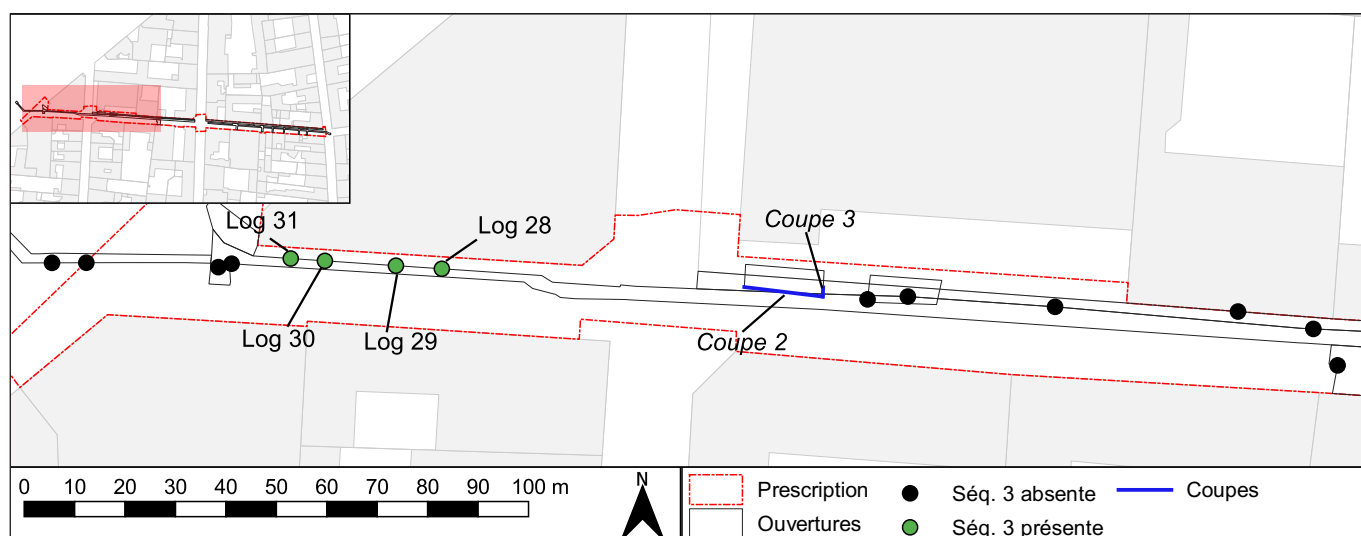 Log 31
Log 28
Coupe 3
Log 30
Log 29
Coupe 2
0 10 20 30 40 50 60 70 80 90 100 m
N
Prescription
Séq. 3 absente
Coupes
Ouvertures
Séq. 3 présente